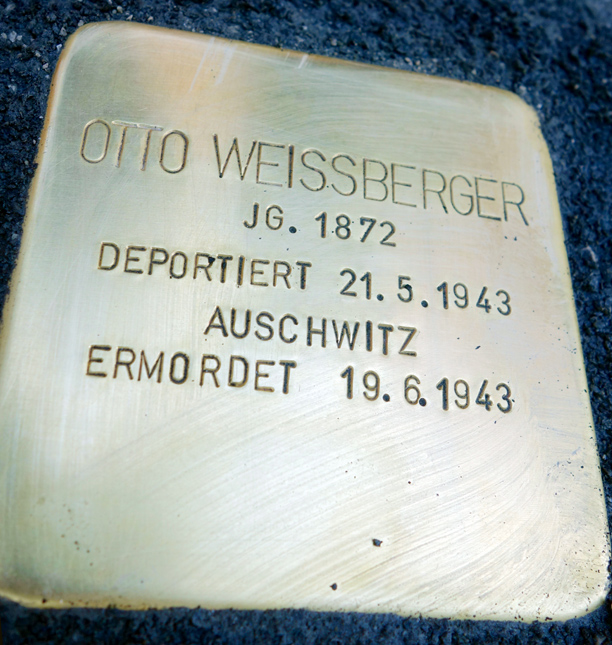 OTTO WEISSBERGER
JG. 1872
DEPORTIERT 21.5.1943
AUSCHWITZ
ERMORDET 19.6.1943